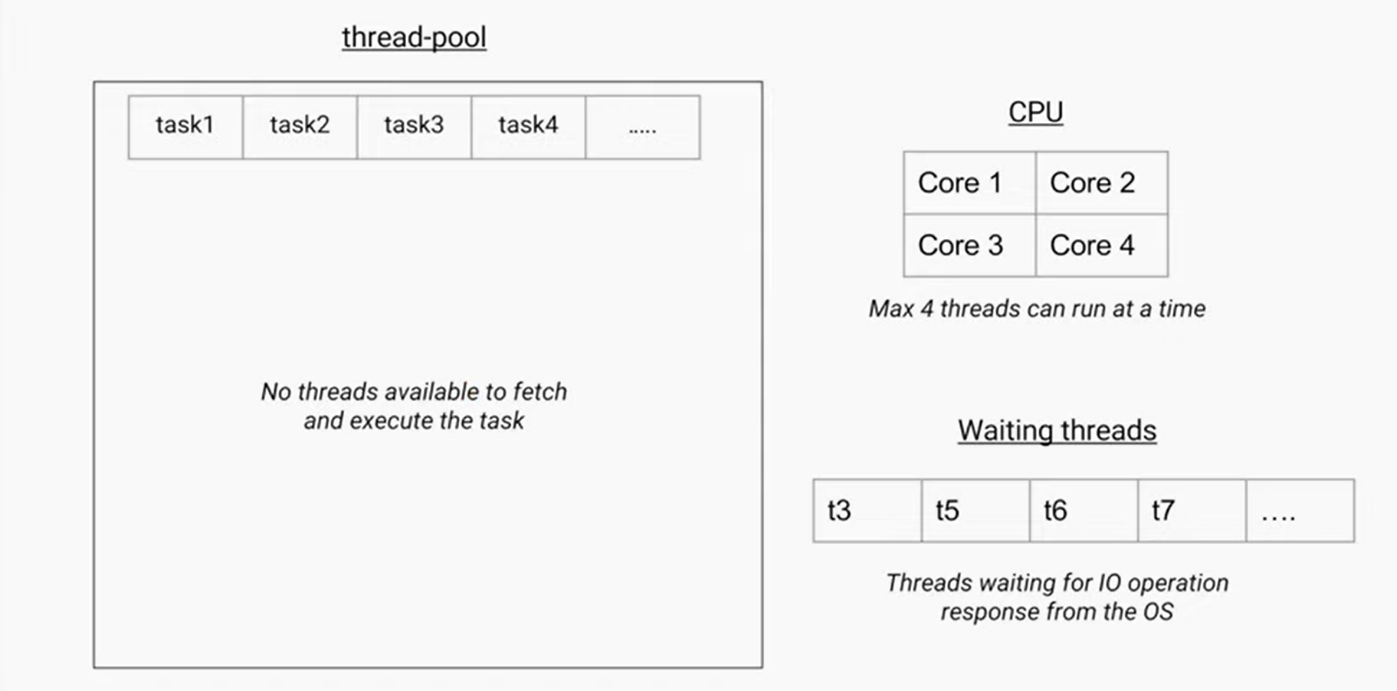 thread-pool
task1 task2 task3 task4 .....
No threads available to fetch
and execute the task
CPU
Core 1 Core 2
Core 3 Core 4
Max 4 threads can run at a time
Waiting threads
t3 t5 t6 t7 ....
Threads waiting for IO operation
response from the OS